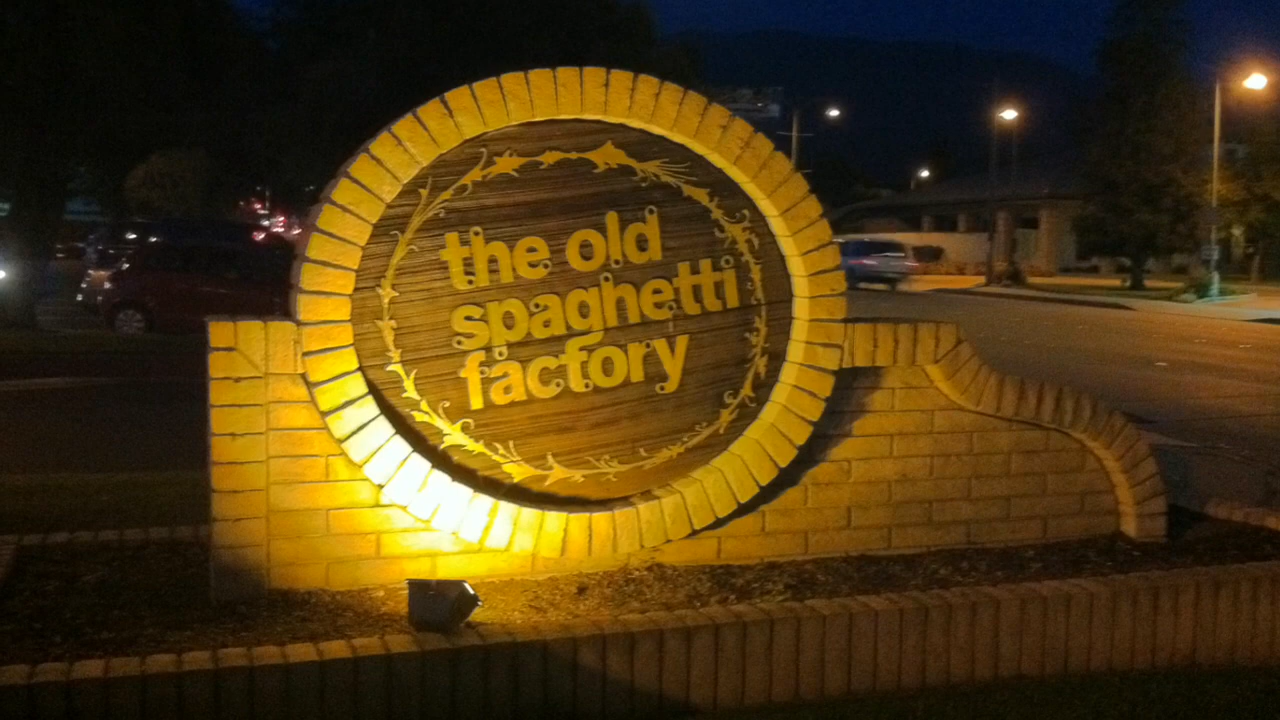 the old
spaghetti
factory